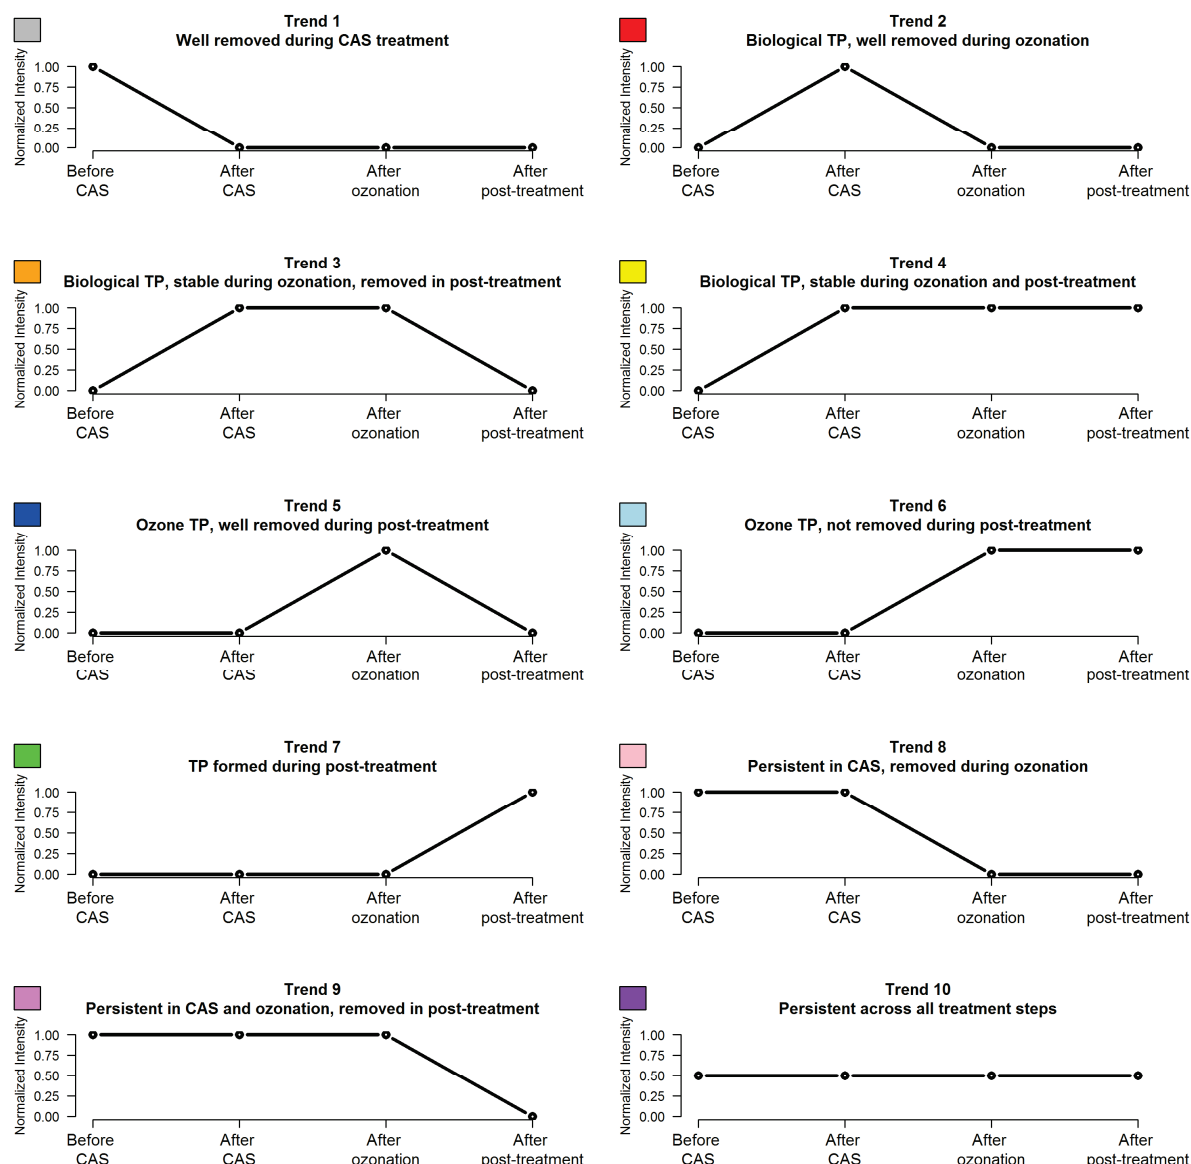 Trend 1
Well removed during CAS treatment
Normalized Intensity
1.00
0.75
0.50
0.25
0.00
Before CAS
After CAS
After ozonation
After post-treatment
Trend 2
Biological TP, well removed during ozonation
Normalized Intensity
1.00
0.75
0.50
0.25
0.00
Before CAS
After CAS
After ozonation
After post-treatment
Trend 3
Biological TP, stable during ozonation, removed in post-treatment
Normalized Intensity
1.00
0.75
0.50
0.25
0.00
Before CAS
After CAS
After ozonation
After post-treatment
Trend 4
Biological TP, stable during ozonation and post-treatment
Normalized Intensity
1.00
0.75
0.50
0.25
0.00
Before CAS
After CAS
After ozonation
After post-treatment
Trend 5
Ozone TP, well removed during post-treatment
Normalized Intensity
1.00
0.75
0.50
0.25
0.00
Before CAS
After CAS
After ozonation
After post-treatment
Trend 6
Ozone TP, not removed during post-treatment
Normalized Intensity
1.00
0.75
0.50
0.25
0.00
Before CAS
After CAS
After ozonation
After post-treatment
Trend 7
TP formed during post-treatment
Normalized Intensity
1.00
0.75
0.50
0.25
0.00
Before CAS
After CAS
After ozonation
After post-treatment
Trend 8
Persistent in CAS, removed during ozonation
Normalized Intensity
1.00
0.75
0.50
0.25
0.00
Before CAS
After CAS
After ozonation
After post-treatment
Trend 9
Persistent in CAS and ozonation, removed in post-treatment
Normalized Intensity
1.00
0.75
0.50
0.25
0.00
Before CAS
After CAS
After ozonation
After post-treatment
Trend 10
Persistent across all treatment steps
Normalized Intensity
1.00
0.75
0.50
0.25
0.00
Before CAS
After CAS
After ozonation
After post-treatment